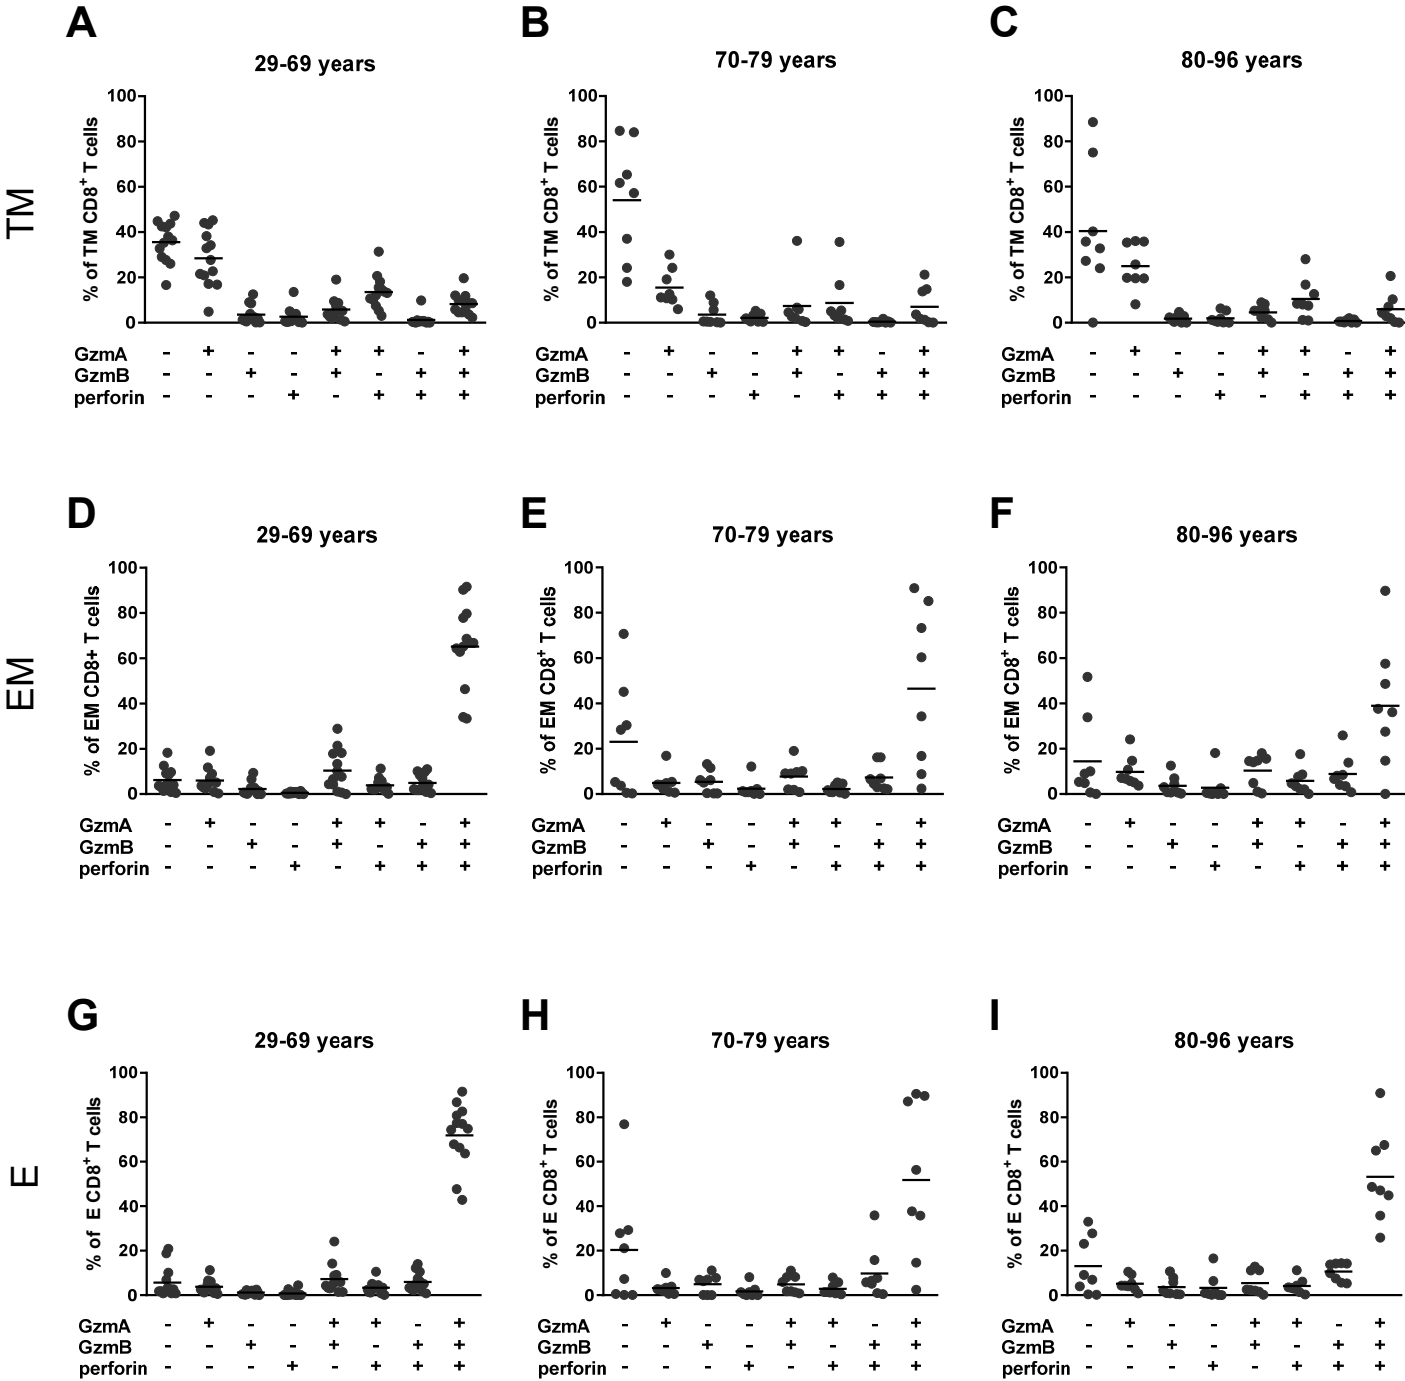 A B C
29-69 years 70-79 years 80-96 years
TM
% of TM CD8+ T cells % of TM CD8+ T cells % of TM CD8+ T cells
100 100 100
80 80 80
60 60 60
40 40 40
20 20 20
0 0 0
GzmA - + - - + + - + GzmA - + - - + + - + GzmA - + - - + + - +
GzmB - - + - + - + + GzmB - - + - + - + + GzmB - - + - + - + +
perforin - - - + - + + + perforin - - - + - + + + perforin - - - + - + + +
D E F
29-69 years 70-79 years 80-96 years
EM
% of EM CD8+ T cells % of EM CD8+ T cells % of EM CD8+ T cells
100 100 100
80 80 80
60 60 60
40 40 40
20 20 20
0 0 0
GzmA - + - - + + - + GzmA - + - - + + - + GzmA - + - - + + - +
GzmB - - + - + - + + GzmB - - + - + - + + GzmB - - + - + - + +
perforin - - - + - + + + perforin - - - + - + + + perforin - - - + - + + +
G H I
29-69 years 70-79 years 80-96 years
E
% of E CD8+ T cells % of E CD8+ T cells % of E CD8+ T cells
100 100 100
80 80 80
60 60 60
40 40 40
20 20 20
0 0 0
GzmA - + - - + + - + GzmA - + - - + + - + GzmA - + - - + + - +
GzmB - - + - + - + + GzmB - - + - + - + + GzmB - - + - + - + +
perforin - - - + - + + + perforin - - - + - + + + perforin - - - + - + + +